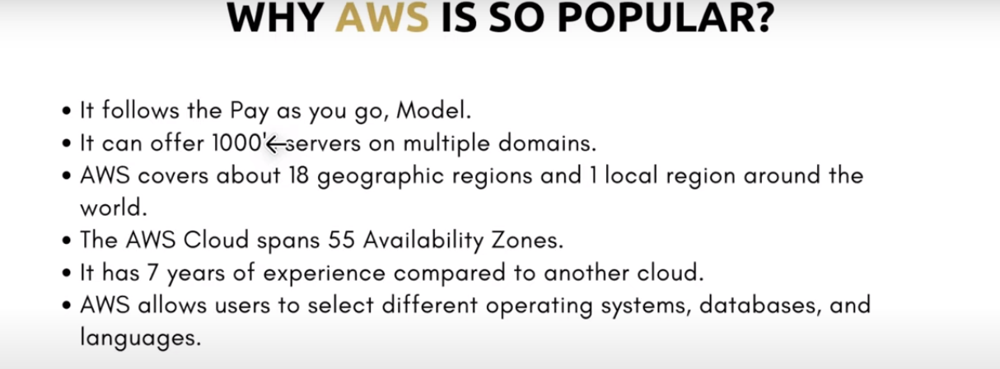 WHY AWS IS SO POPULAR?
• It follows the Pay as you go, Model.
• It can offer 1000' servers on multiple domains.
• AWS covers about 18 geographic regions and 1 local region around the
world.
• The AWS Cloud spans 55 Availability Zones.
• It has 7 years of experience compared to another cloud.
• AWS allows users to select different operating systems, databases, and
languages.